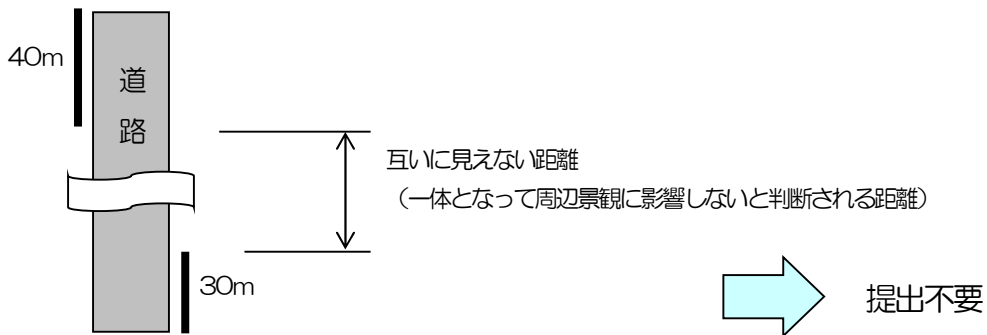 40m
道
路
互いに見えない距離
（一体となって周辺景観に影響しないと判断される距離）
30m
提出不要